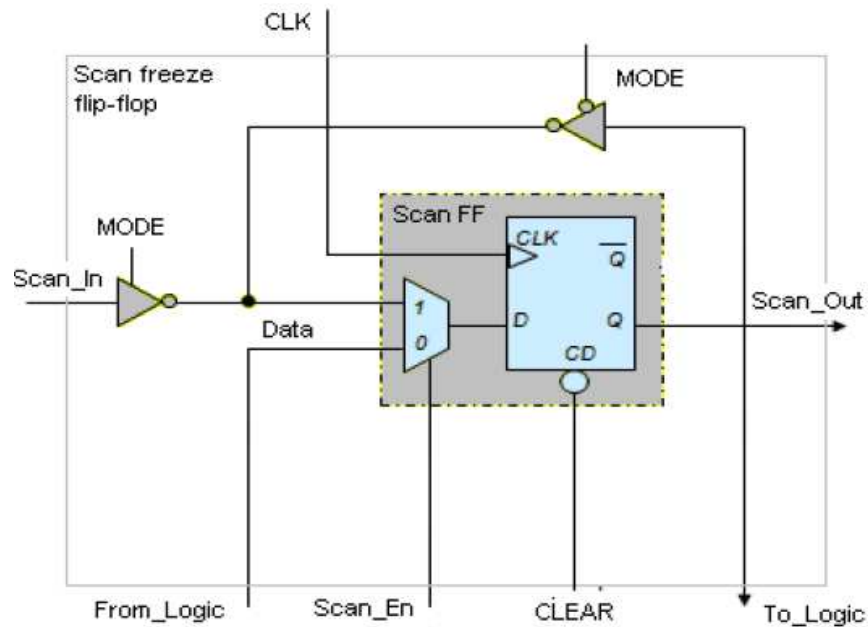 CLK
Scan freeze
flip-flop
MODE
Scan FF
MODE
CLK
Q
Scan_In
Scan_Out
1
Data
D
Q
0
CD
From_Logic
Scan_En
CLEAR
To_Logic